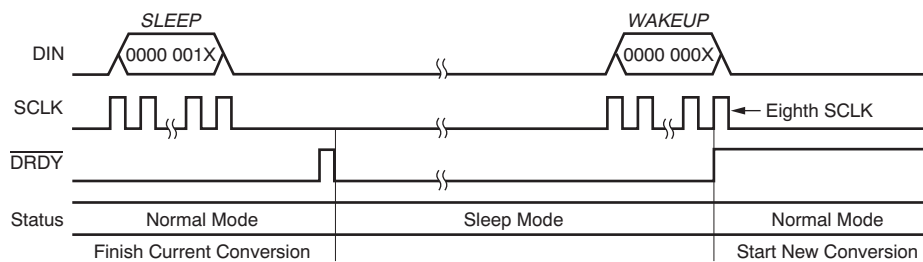 SLEEP WAKEUP
DIN 0000 001X 0000 000X
SCLK Eighth SCLK
DRDY
Status Normal Mode Sleep Mode Normal Mode
Finish Current Conversion Start New Conversion